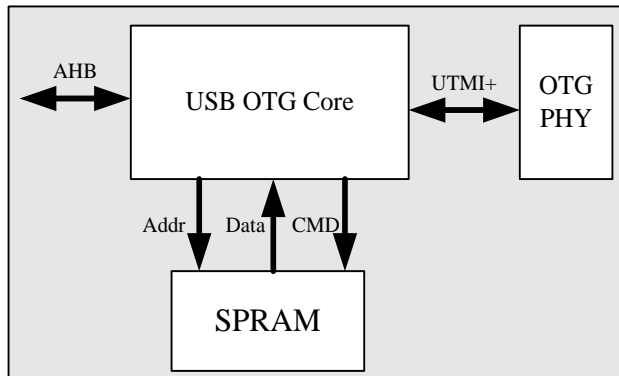 AHB
USB OTG Core
UTMI+
OTG
PHY
Addr
Data
CMD
SPRAM